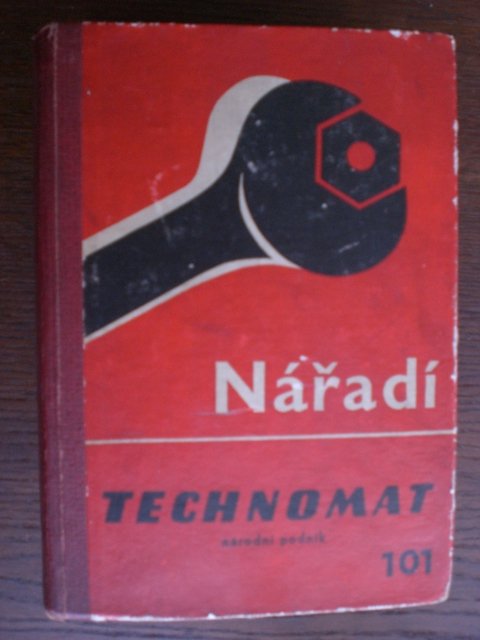 Nářadí
TECHNOMAT
národní podnik
101